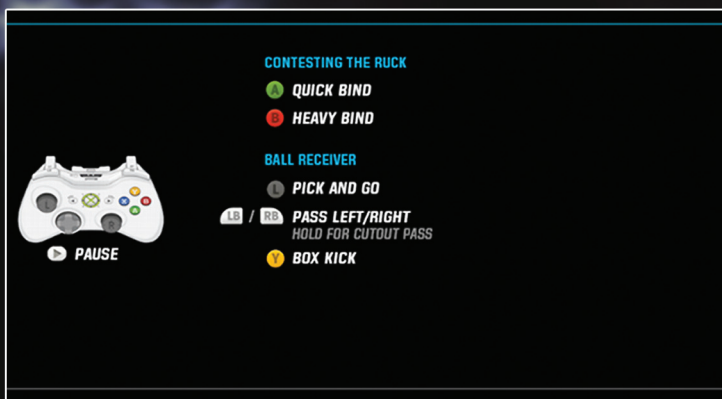 CONTESTING THE RUCK
A QUICK BIND
B HEAVY BIND
BALL RECEIVER
L PICK AND GO
LB / RB PASS LEFT/RIGHT
HOLD FOR CUTOUT PASS
Y BOX KICK
L
Y
X B
A
R
PAUSE